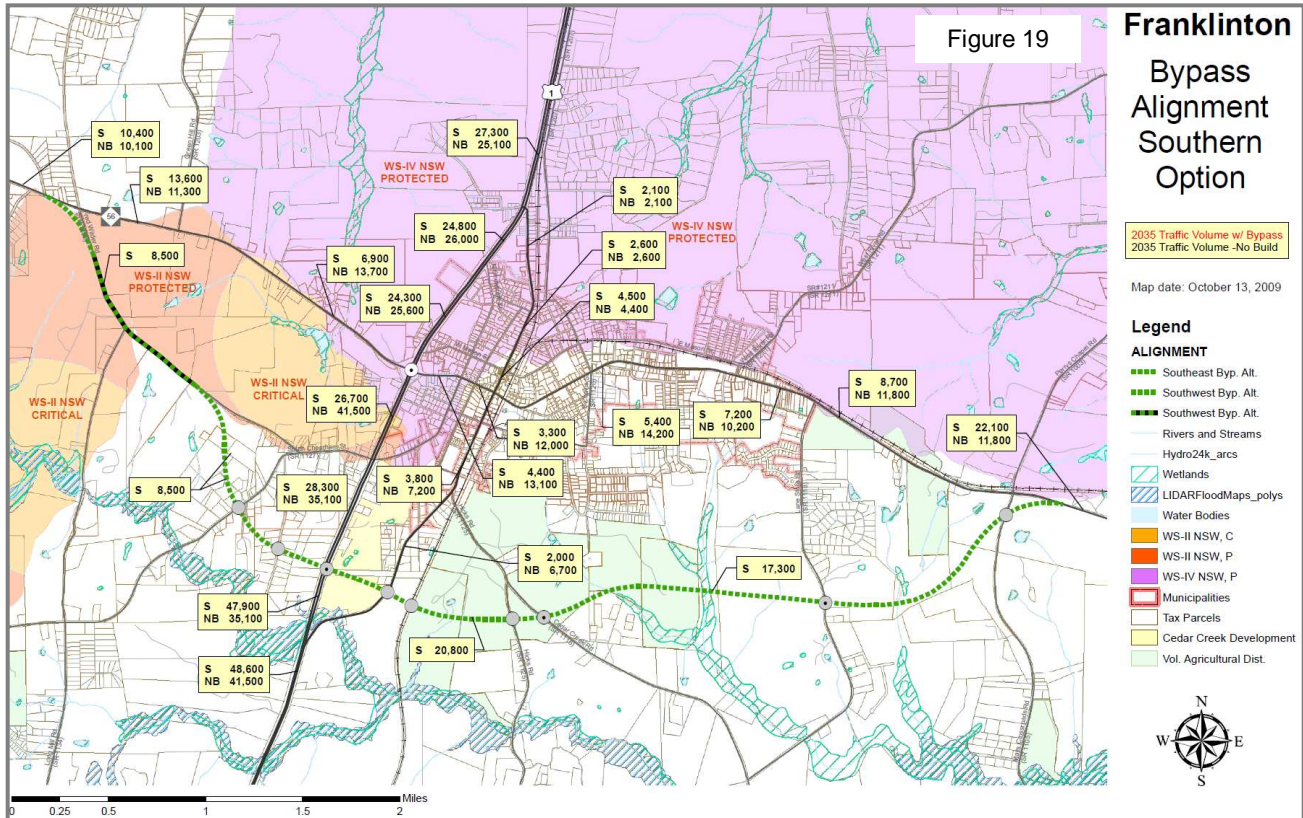 Figure 19
Franklinton
Bypass
Alignment
Southern
Option
2035 Traffic Volume w/ Bypass
2035 Traffic Volume -No Build
Map date: October 13, 2009
Legend
ALIGNMENT
Southeast Byp. Alt.
Southwest Byp. Alt.
Southwest Byp. Alt.
Rivers and Streams
Hydro24k_arcs
Wetlands
LIDARFloodMaps_polys
Water Bodies
WS-II NSW, C
WS-II NSW, P
WS-IV NSW, P
Municipalities
Tax Parcels
Cedar Creek Development
Vol. Agricultural Dist.
N
W E
S
S 10,400
NB 10,100
S 13,600
NB 11,300
56
1
S 27,300
NB 25,100
WS-IV NSW
PROTECTED
S 2,100
NB 2,100
S 24,800
NB 26,000
WS-IV NSW
PROTECTED
S 2,600
NB 2,600
S 8,500
WS-II NSW
PROTECTED
S 6,900
NB 13,700
S 24,300
NB 25,600
S 4,500
NB 4,400
WS-II NSW
CRITICAL
WS-II NSW
CRITICAL
S 26,700
NB 41,500
S 3,300
NB 12,000
S 5,400
NB 14,200
S 7,200
NB 10,200
S 8,700
NB 11,800
S 22,100
NB 11,800
S 8,500
S 28,300
NB 35,100
S 3,800
NB 7,200
S 4,400
NB 13,100
S 2,000
NB 6,700
S 17,300
S 47,900
NB 35,100
S 20,800
S 48,600
NB 41,500
Miles
0 0.25 0.5 1 1.5 2